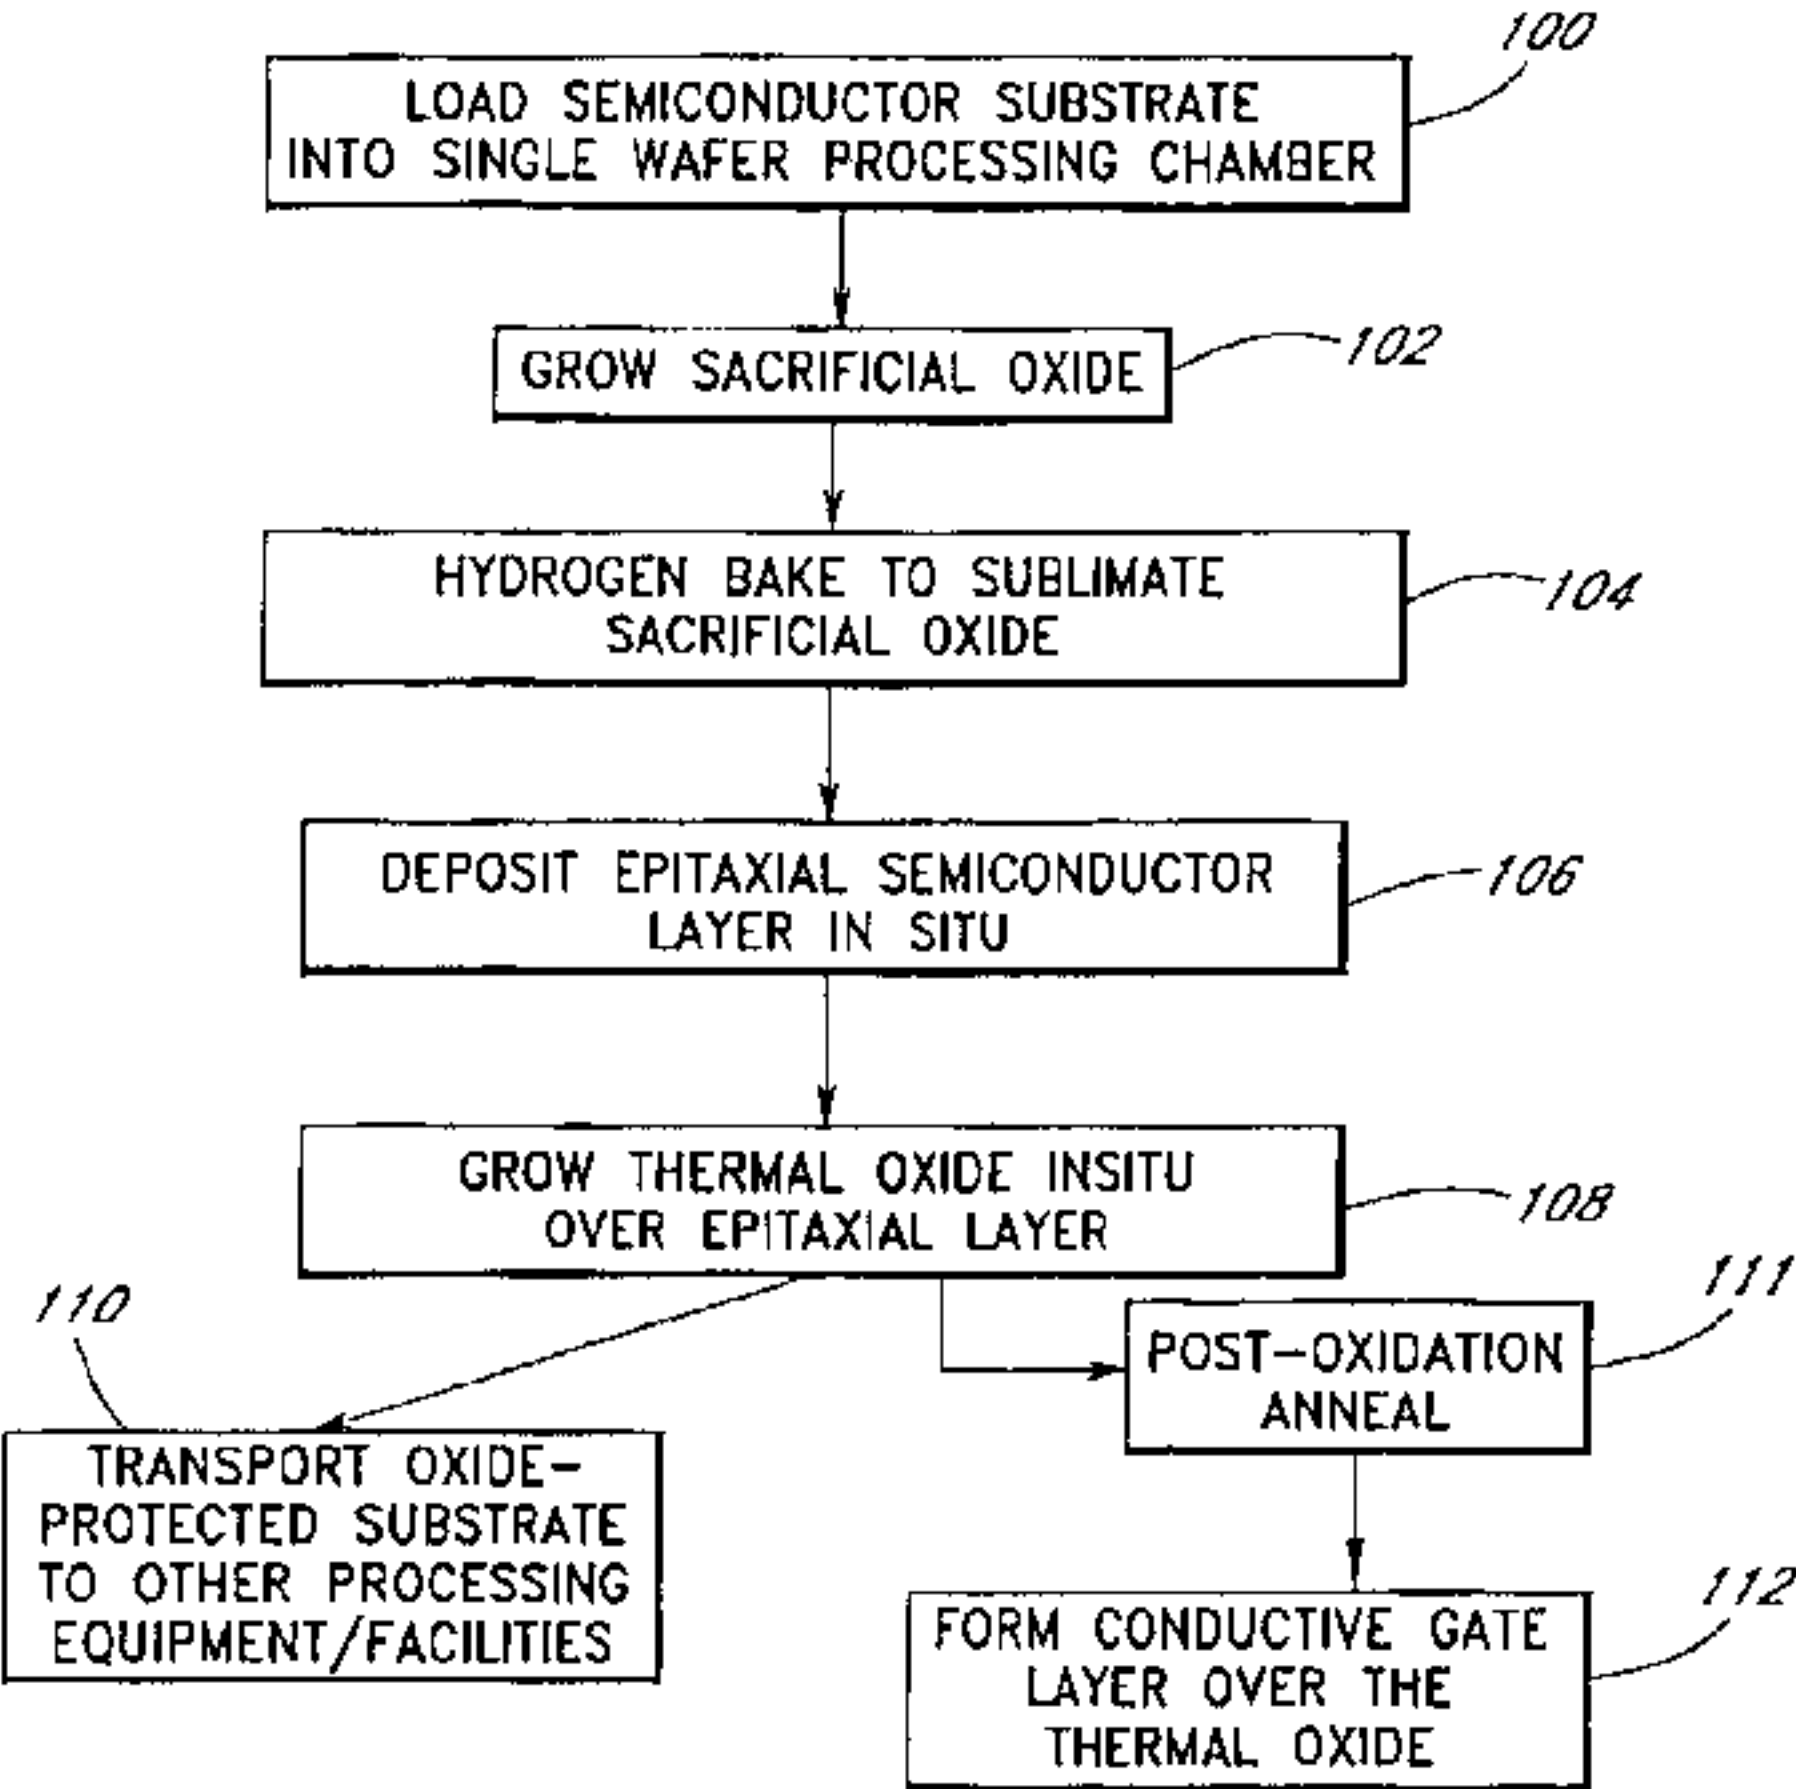 100
LOAD SEMICONDUCTOR SUBSTRATE
INTO SINGLE WAFER PROCESSING CHAMBER
GROW SACRIFICIAL OXIDE
102
HYDROGEN BAKE TO SUBLIMATE
SACRIFICIAL OXIDE
104
DEPOSIT EPITAXIAL SEMICONDUCTOR
LAYER IN SITU
106
GROW THERMAL OXIDE INSITU
OVER EPITAXIAL LAYER
108
110
TRANSPORT OXIDE-
PROTECTED SUBSTRATE
TO OTHER PROCESSING
EQUIPMENT/FACILITIES
111
POST-OXIDATION
ANNEAL
112
FORM CONDUCTIVE GATE
LAYER OVER THE
THERMAL OXIDE